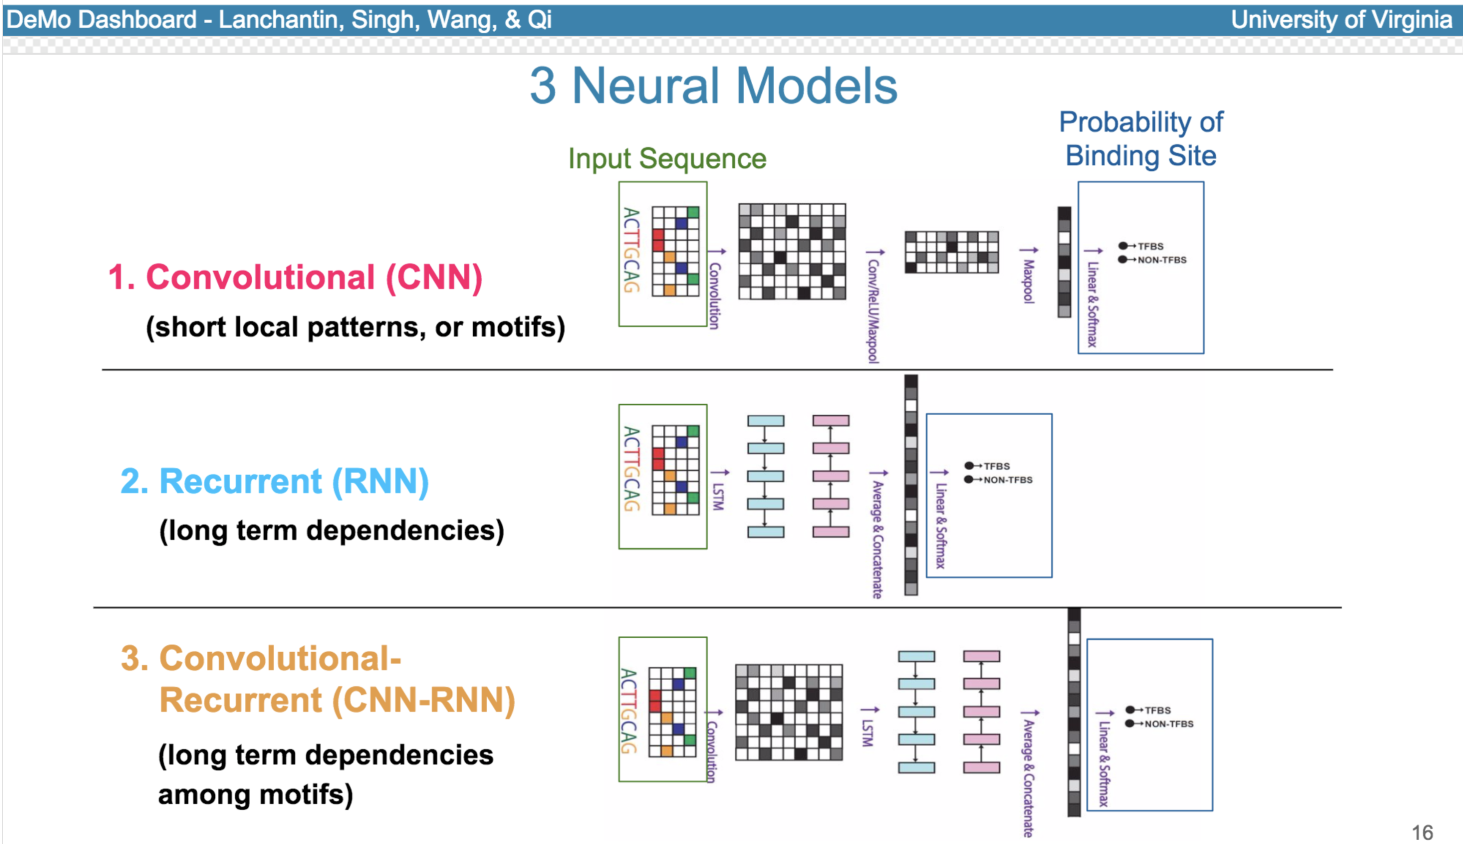 DeMo Dashboard - Lanchantin, Singh, Wang, & Qi
University of Virginia
3 Neural Models
Input Sequence
Probability of
Binding Site
1. Convolutional (CNN)
(short local patterns, or motifs)
ACTTGCAG
Convolution
Conv/ReLU/Maxpool
Maxpool
Linear & Softmax
TFBS
NON-TFBS
2. Recurrent (RNN)
(long term dependencies)
ACTTGCAG
LSTM
Average & Concatenate
Linear & Softmax
TFBS
NON-TFBS
3. Convolutional-
Recurrent (CNN-RNN)
(long term dependencies
among motifs)
ACTTGCAG
Convolution
LSTM
Average & Concatenate
Linear & Softmax
TFBS
NON-TFBS
16